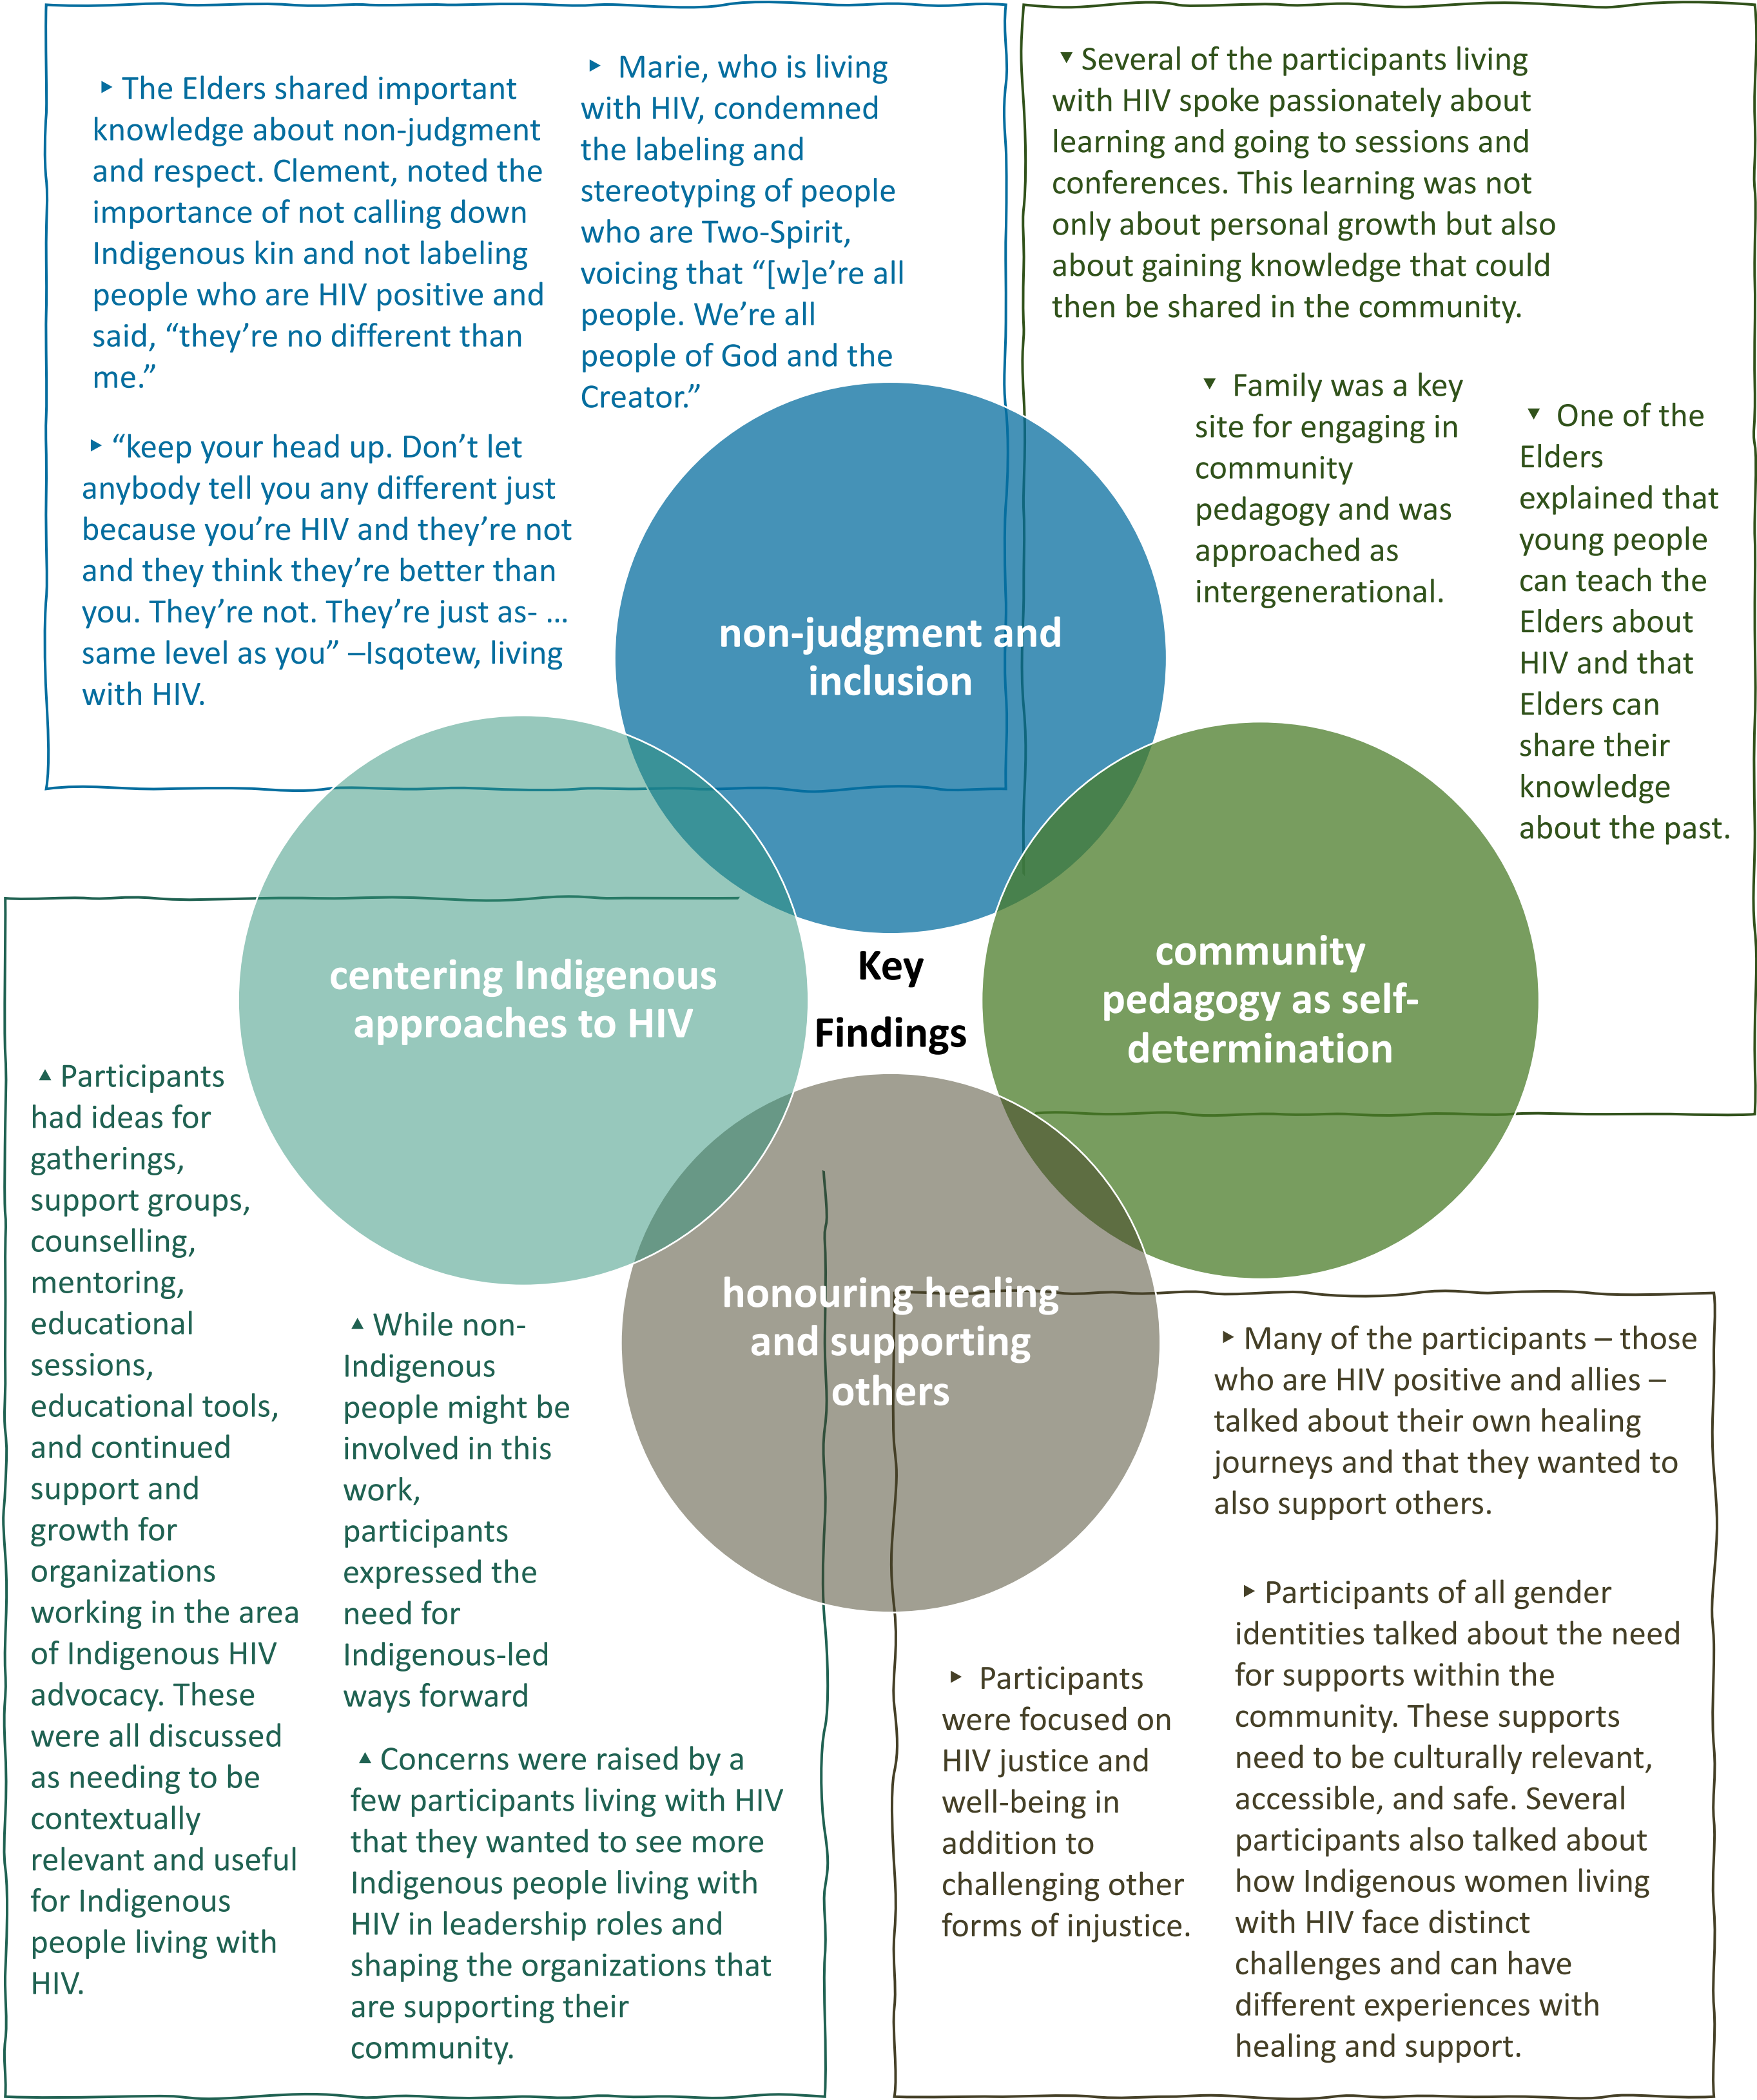 ▸ The Elders shared important
knowledge about non-judgment
and respect. Clement, noted the
importance of not calling down
Indigenous kin and not labeling
people who are HIV positive and
said, “they’re no different than
me.”
▸ “keep your head up. Don’t let
anybody tell you any different just
because you’re HIV and they’re not
and they think they’re better than
you. They’re not. They’re just as- …
same level as you” –Isqotew, living
with HIV.
▸ Marie, who is living
with HIV, condemned
the labeling and
stereotyping of people
who are Two-Spirit,
voicing that “[w]e’re all
people. We’re all
people of God and the
Creator.”
▾ Several of the participants living
with HIV spoke passionately about
learning and going to sessions and
conferences. This learning was not
only about personal growth but also
about gaining knowledge that could
then be shared in the community.
▾ Family was a key
site for engaging in
community
pedagogy and was
approached as
intergenerational.
▾ One of the
Elders
explained that
young people
can teach the
Elders about
HIV and that
Elders can
share their
knowledge
about the past.
non-judgment and
inclusion
centering Indigenous
approaches to HIV
Key
Findings
community
pedagogy as self-
determination
honouring healing
and supporting
others
▴ Participants
had ideas for
gatherings,
support groups,
counselling,
mentoring,
educational
sessions,
educational tools,
and continued
support and
growth for
organizations
working in the area
of Indigenous HIV
advocacy. These
were all discussed
as needing to be
contextually
relevant and useful
for Indigenous
people living with
HIV.
▴ While non-
Indigenous
people might be
involved in this
work,
participants
expressed the
need for
Indigenous-led
ways forward
▴ Concerns were raised by a
few participants living with HIV
that they wanted to see more
Indigenous people living with
HIV in leadership roles and
shaping the organizations that
are supporting their
community.
▸ Many of the participants – those
who are HIV positive and allies –
talked about their own healing
journeys and that they wanted to
also support others.
▸ Participants
were focused on
HIV justice and
well-being in
addition to
challenging other
forms of injustice.
▸ Participants of all gender
identities talked about the need
for supports within the
community. These supports
need to be culturally relevant,
accessible, and safe. Several
participants also talked about
how Indigenous women living
with HIV face distinct
challenges and can have
different experiences with
healing and support.